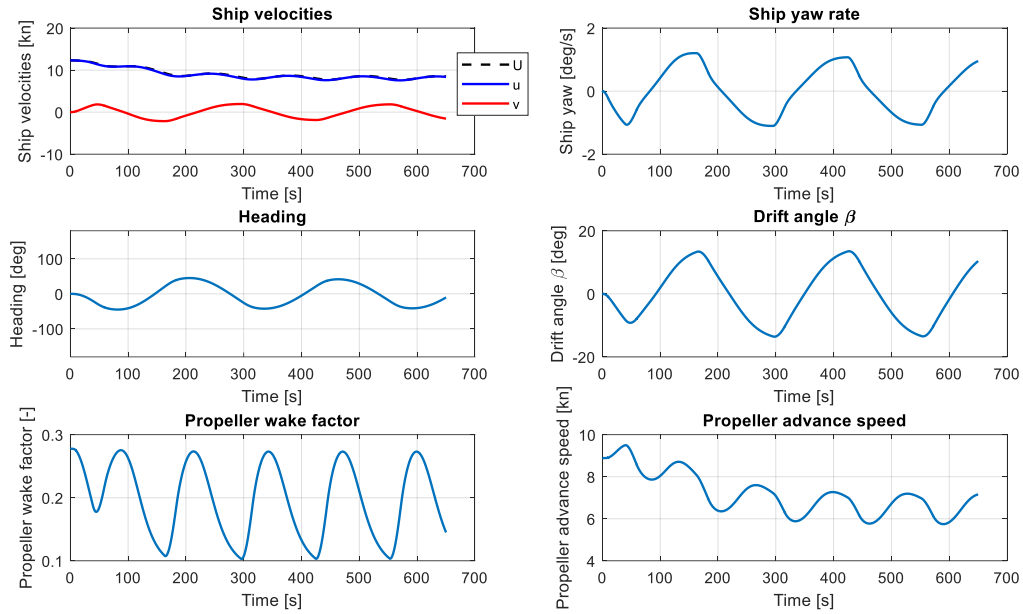 Ship velocities
Ship velocities [kn]
20
10
0
-10
0 100 200 300 400 500 600 700
Time [s]
U
u
v
Ship yaw rate
Ship yaw [deg/s]
2
0
-2
0 100 200 300 400 500 600 700
Time [s]
Heading
Heading [deg]
100
0
-100
0 100 200 300 400 500 600 700
Time [s]
Drift angle β
Drift angle β [deg]
20
0
-20
0 100 200 300 400 500 600 700
Time [s]
Propeller wake factor
Propeller wake factor [-]
0.3
0.2
0.1
0 100 200 300 400 500 600 700
Time [s]
Propeller advance speed
Propeller advance speed [kn]
10
8
6
4
0 100 200 300 400 500 600 700
Time [s]